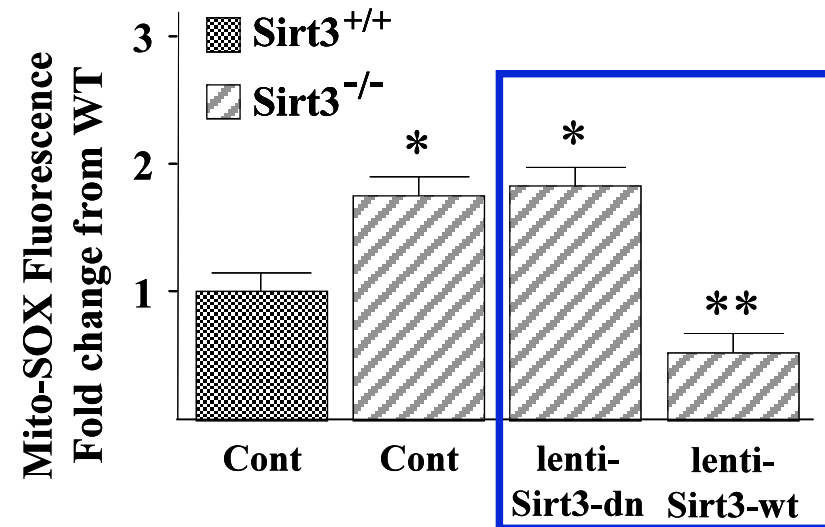 Mito-SOX Fluorescence
Fold change from WT
3
2
1
Sirt3+/+
Sirt3-/-
*
*
**
Cont
Cont
lenti-
Sirt3-dn
lenti-
Sirt3-wt